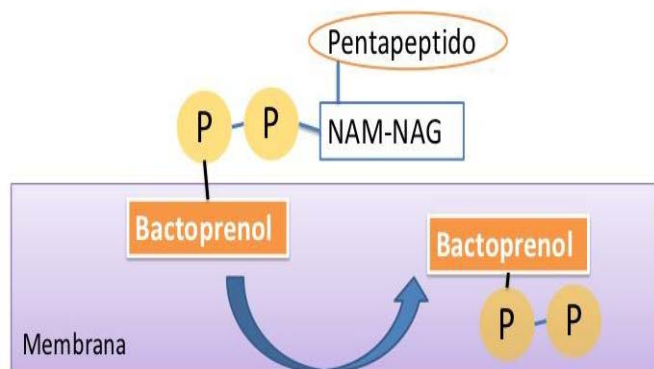 Pentapeptido
P P
NAM-NAG
Bactoprenol
Bactoprenol
P P
Membrana